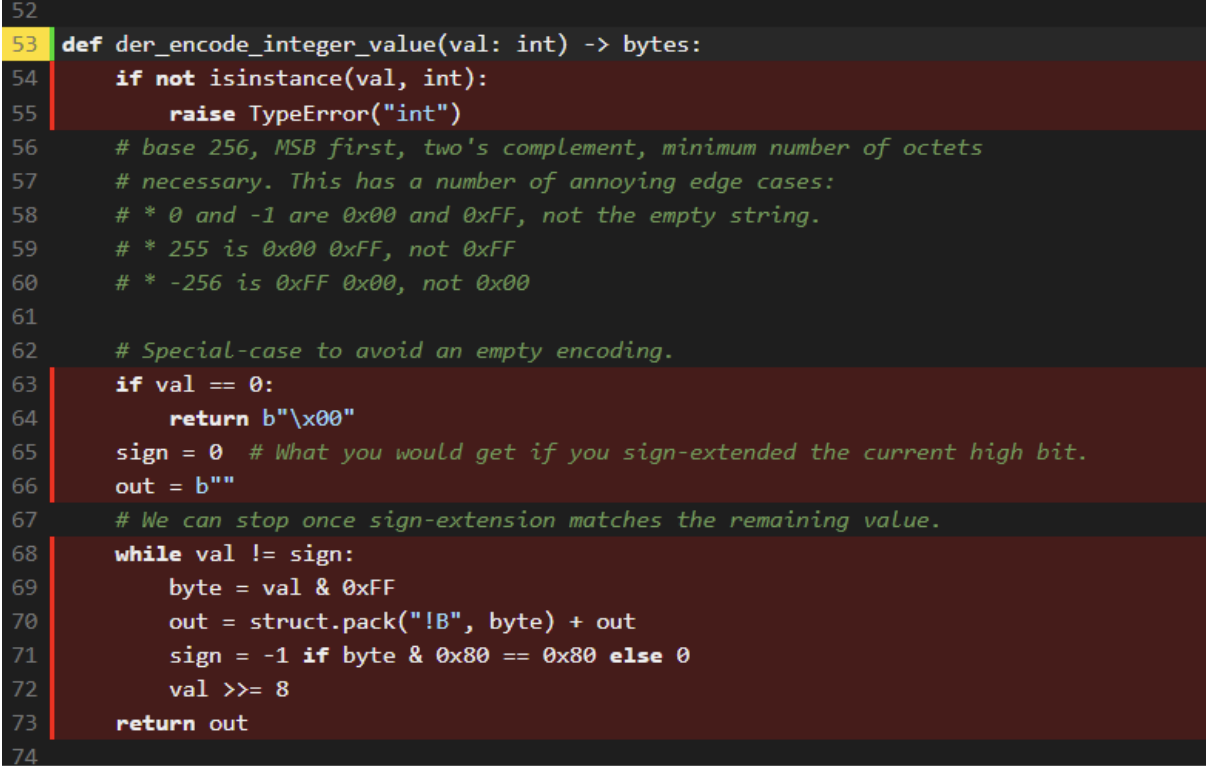 52
53 def der_encode_integer_value(val: int) -> bytes:
54     if not isinstance(val, int):
55         raise TypeError("int")
56     # base 256, MSB first, two's complement, minimum number of octets
57     # necessary. This has a number of annoying edge cases:
58     # * 0 and -1 are 0x00 and 0xFF, not the empty string.
59     # * 255 is 0x00 0xFF, not 0xFF
60     # * -256 is 0xFF 0x00, not 0x00
61
62     # Special-case to avoid an empty encoding.
63     if val == 0:
64         return b"\x00"
65     sign = 0  # What you would get if you sign-extended the current high bit.
66     out = b""
67     # We can stop once sign-extension matches the remaining value.
68     while val != sign:
69         byte = val & 0xFF
70         out = struct.pack("!B", byte) + out
71         sign = -1 if byte & 0x80 == 0x80 else 0
72         val >>= 8
73     return out
74